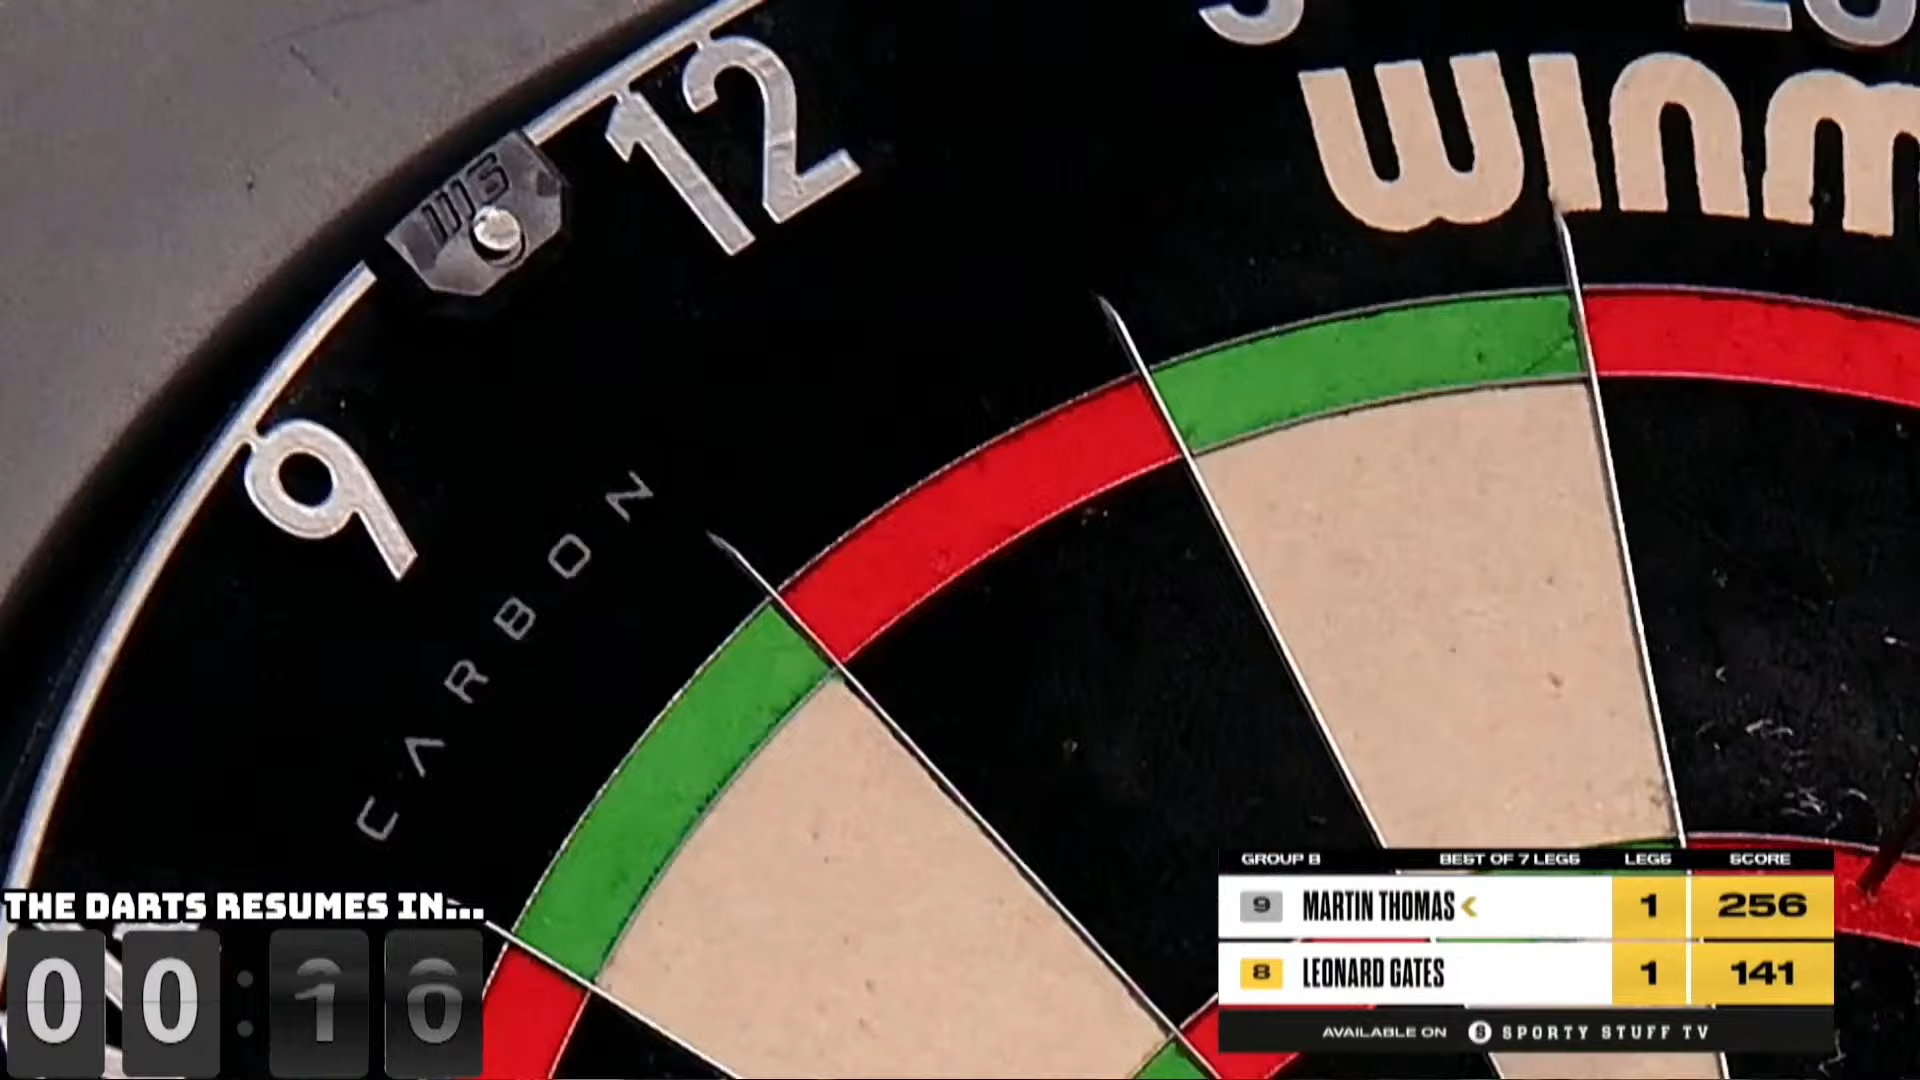 12
winm
9
CARBON
THE DARTS RESUMES IN...
00:
GROUP B BEST OF 7 LEGS LEGS SCORE
9 MARTIN THOMAS < 1 256
8 LEONARD GATES 1 141
AVAILABLE ON S SPORTY STUFF TV